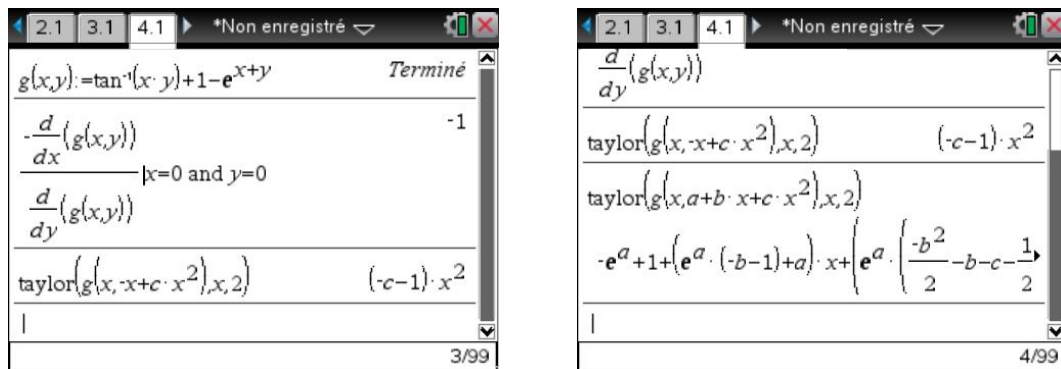 2.1 3.1 4.1 *Non enregistré
g(x,y):=tan⁻¹(x·y)+1-e^(x+y) Terminé
-d/dx(g(x,y)) / d/dy(g(x,y)) |x=0 and y=0 -1
taylor(g(x,-x+c·x²),x,2) (-c-1)·x²
3/99
2.1 3.1 4.1 *Non enregistré
d/dy(g(x,y))
taylor(g(x,-x+c·x²),x,2) (-c-1)·x²
taylor(g(x,a+b·x+c·x²),x,2)
-e^a+1+(e^a·(-b-1)+a)·x+(e^a·(-b²/2-b-c-1/2
4/99